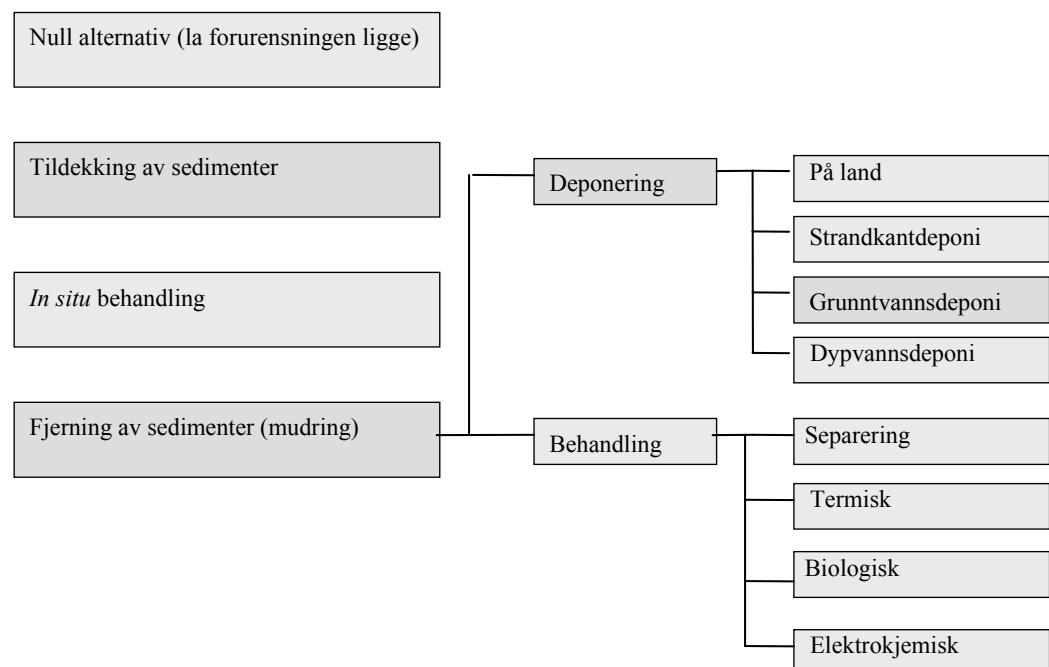 Null alternativ (la forurensningen ligge)
Tildekking av sedimenter
In situ behandling
Fjerning av sedimenter (mudring)
Deponering
På land
Strandkantdeponi
Grunntvannsdeponi
Dypvannsdeponi
Behandling
Separering
Termisk
Biologisk
Elektrokjemisk